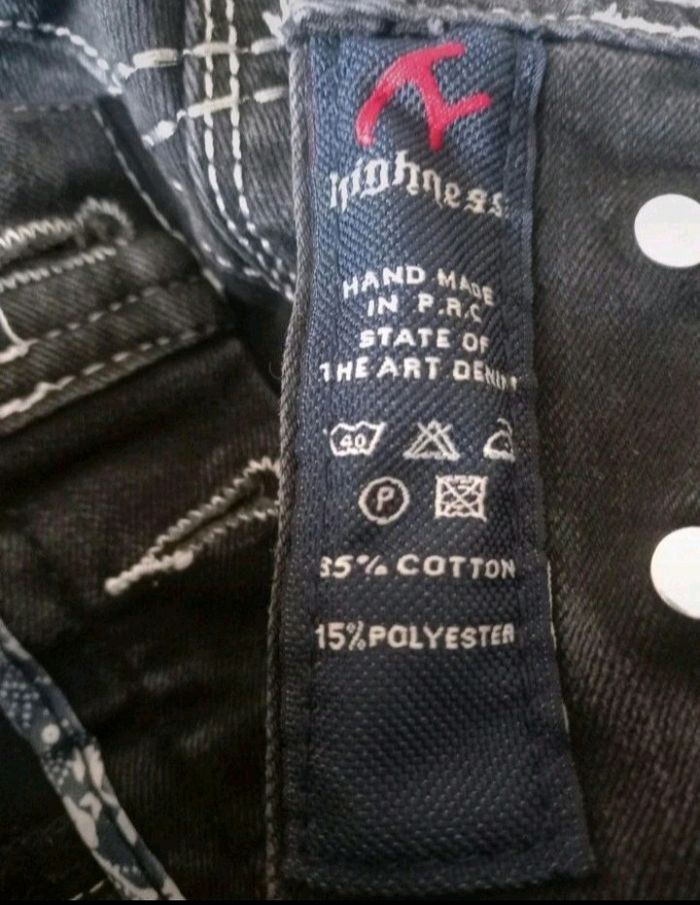 highness
HAND MADE
IN P.R.C
STATE OF
THE ART DENIM
40
P
85% COTTON
15%POLYESTER